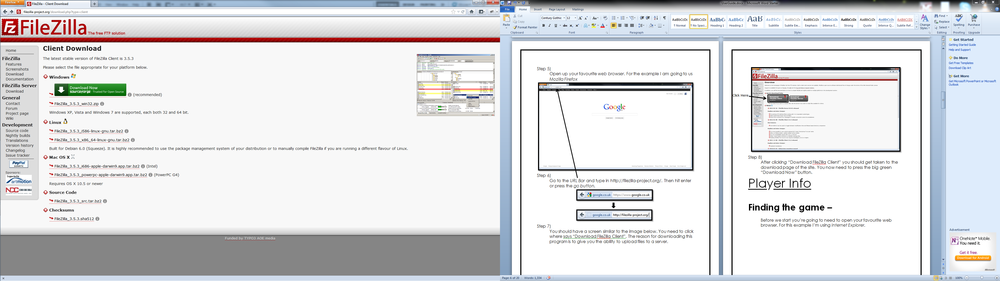 Firefox
FileZilla - Client Download
filezilla-project.org/download.php?type=client
FileZilla The free FTP solution
Home
FileZilla
Features
Screenshots
Download
Documentation
FileZilla Server
Download
General
Contact
Forum
Project page
Wiki
Development
Source code
Nightly builds
Translations
Version history
Changelog
Issue tracker
PayPal
DONATE
Sponsors:
Supported by
artmotion
NDC HOST
Client Download
The latest stable version of FileZilla Client is 3.5.3
Please select the file appropriate for your platform below.
Windows
Download Now
sourceforge - Trusted for Open Source
(recommended)
FileZilla_3.5.3_win32.zip
Windows XP, Vista and Windows 7 are supported, each both 32 and 64 bit.
Linux
FileZilla_3.5.3_i586-linux-gnu.tar.bz2
FileZilla_3.5.3_x86_64-linux-gnu.tar.bz2
Built for Debian 6.0 (Squeeze). It is highly recommended to use the package management system of your distribution or to manually compile FileZilla if you are running a different flavour of Linux.
Mac OS X
FileZilla_3.5.3_i686-apple-darwin9.app.tar.bz2 (Intel)
FileZilla_3.5.3_powerpc-apple-darwin9.app.tar.bz2 (PowerPC G4)
Requires OS X 10.5 or newer
Source Code
FileZilla_3.5.3_src.tar.bz2
Checksums
FileZilla_3.5.3.sha512
Funded by TYPO3 AOE media
UserGuide.docx - Microsoft Word Starter
File Home Insert Page Layout Mailings
Paste
Cut
Copy
Format Painter
Clipboard
Century Gothic 12
Font
Paragraph
AaBbCcDc AaBbCcDc AaBbC AaBbCc AaB AaBbCc. AaBbCcDc AaBbCcDc AaBbCcDc AaBbCcDc AaBbCcDc AaBbCcDc AABBCCDC
¶ Normal ¶ No Spaci... Heading 1 Heading 2 Title Subtitle Subtle Em... Emphasis Intense E... Strong Quote Intense Q... Subtle Ref...
Styles
Change Styles
Find
Replace
Select
Editing
Spelling
Proofing
Purchase
Upgrade
Step 5)
Open up your favourite web browser. For the example I am going to us
Mozilla Firefox
Google
Step 6)
Go to the URL Bar and type in http://filezilla-project.org/. Then hit enter
or press the go button.
google.co.uk https://www.google.co.uk
google.co.uk http://filezilla-project.org/
Step 7)
You should have a screen similar to the image below. You need to click
where says “Download FileZilla Client”. The reason for downloading this
program is to give you the ability to upload files to a server.
FileZilla
Overview
Quick download links
Download
FileZilla Client
Download
FileZilla Server
Click Here
Step 8)
After clicking “Download FileZilla Client” you should get taken to the
download page of the site. You now need to press the big green
“Download Now” button.
Player Info
Finding the game –
Before we start you’re going to need to open your favourite web
browser. For this example I’m using Internet Explorer.
Get Started
Getting Started Guide
Help and Support
Do More
Get Free Templates
Download Clip Art
Get More
Get Microsoft PowerPoint or Microsoft
Outlook
Advertisement
OneNote™ Mobile.
You need it.
Get it free.
Download for Android
Microsoft
Page: 6 of 20 Words: 1,334
100%